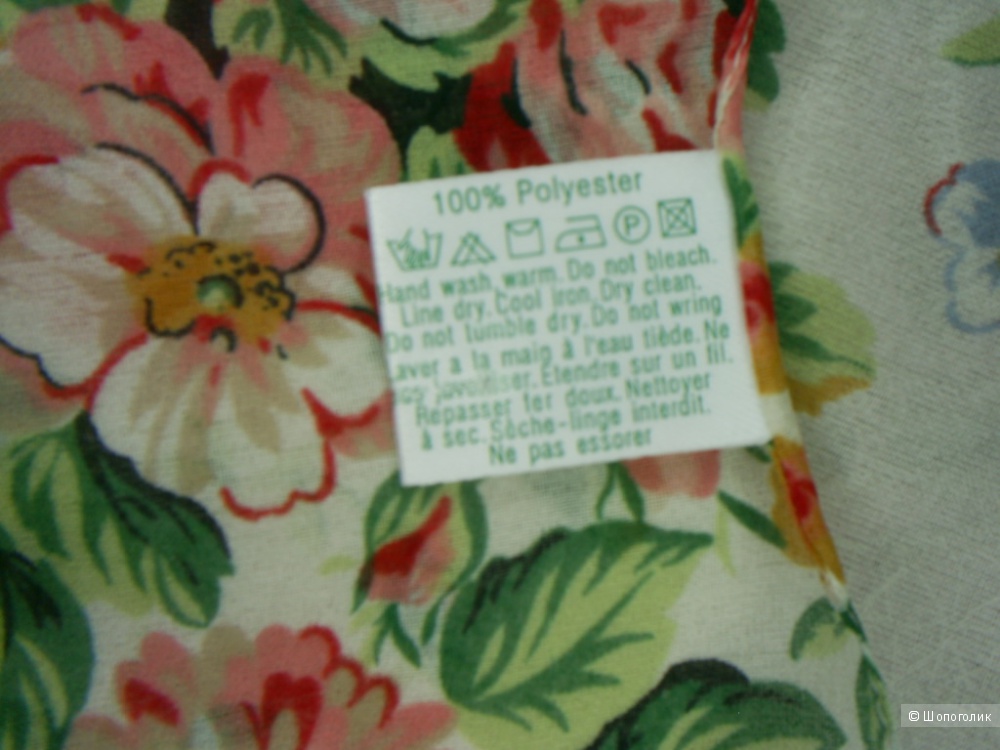 100% Polyester
P
Hand wash, warm. Do not bleach.
Line dry. Cool iron. Dry clean.
Do not tumble dry. Do not wring
Laver a la main à l'eau tiède. Ne
Etendre sur un fil.
Repasser fer doux. Nettoyer
à sec. Sèche-linge interdit.
Ne pas essorer
© Шопоголик